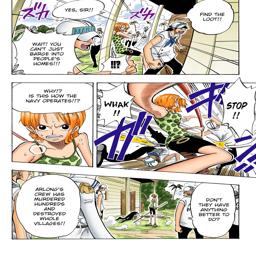 YES, SIR!!
FIND
THE LOOT!!
WAIT! YOU
CAN'T JUST
BARGE INTO
PEOPLE'S
HOMES!!
!!?
WHY!?
IS THIS HOW THE
NAVY OPERATES!?
WHAK
!!
STOP
!!
ARLONG'S
CREW HAS
MURDERED
HUNDREDS
AND
DESTROYED
WHOLE
VILLAGES!!
DON'T
THEY HAVE
ANYTHING
BETTER TO
DO?